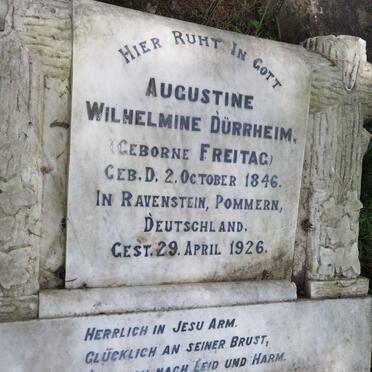 Hier Ruht In Gott
Augustine
Wilhelmine Dürrheim,
(Geborne Freitag)
Geb. D. 2. October 1846.
In Ravenstein, Pommern,
Deutschland.
Gest. 29. April 1926.
Herrlich in Jesu Arm.
Glücklich an seiner Brust,
nach Leid und Harm.